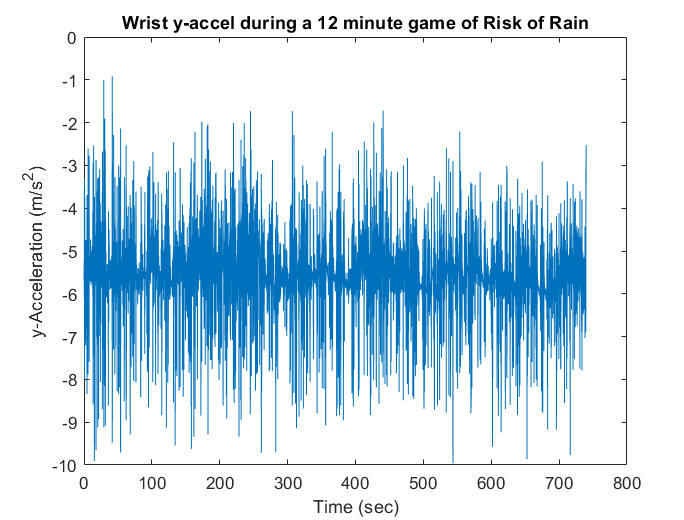 Wrist y-accel during a 12 minute game of Risk of Rain
0
-1
-2
-3
-4
-5
-6
-7
-8
-9
-10
y-Acceleration (m/s²)
0 100 200 300 400 500 600 700 800
Time (sec)